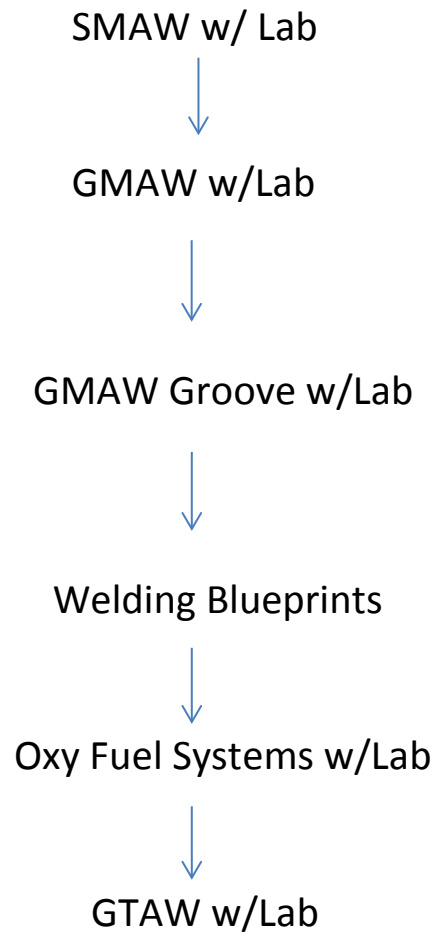 SMAW w/ Lab
GMAW w/Lab
GMAW Groove w/Lab
Welding Blueprints
Oxy Fuel Systems w/Lab
GTAW w/Lab